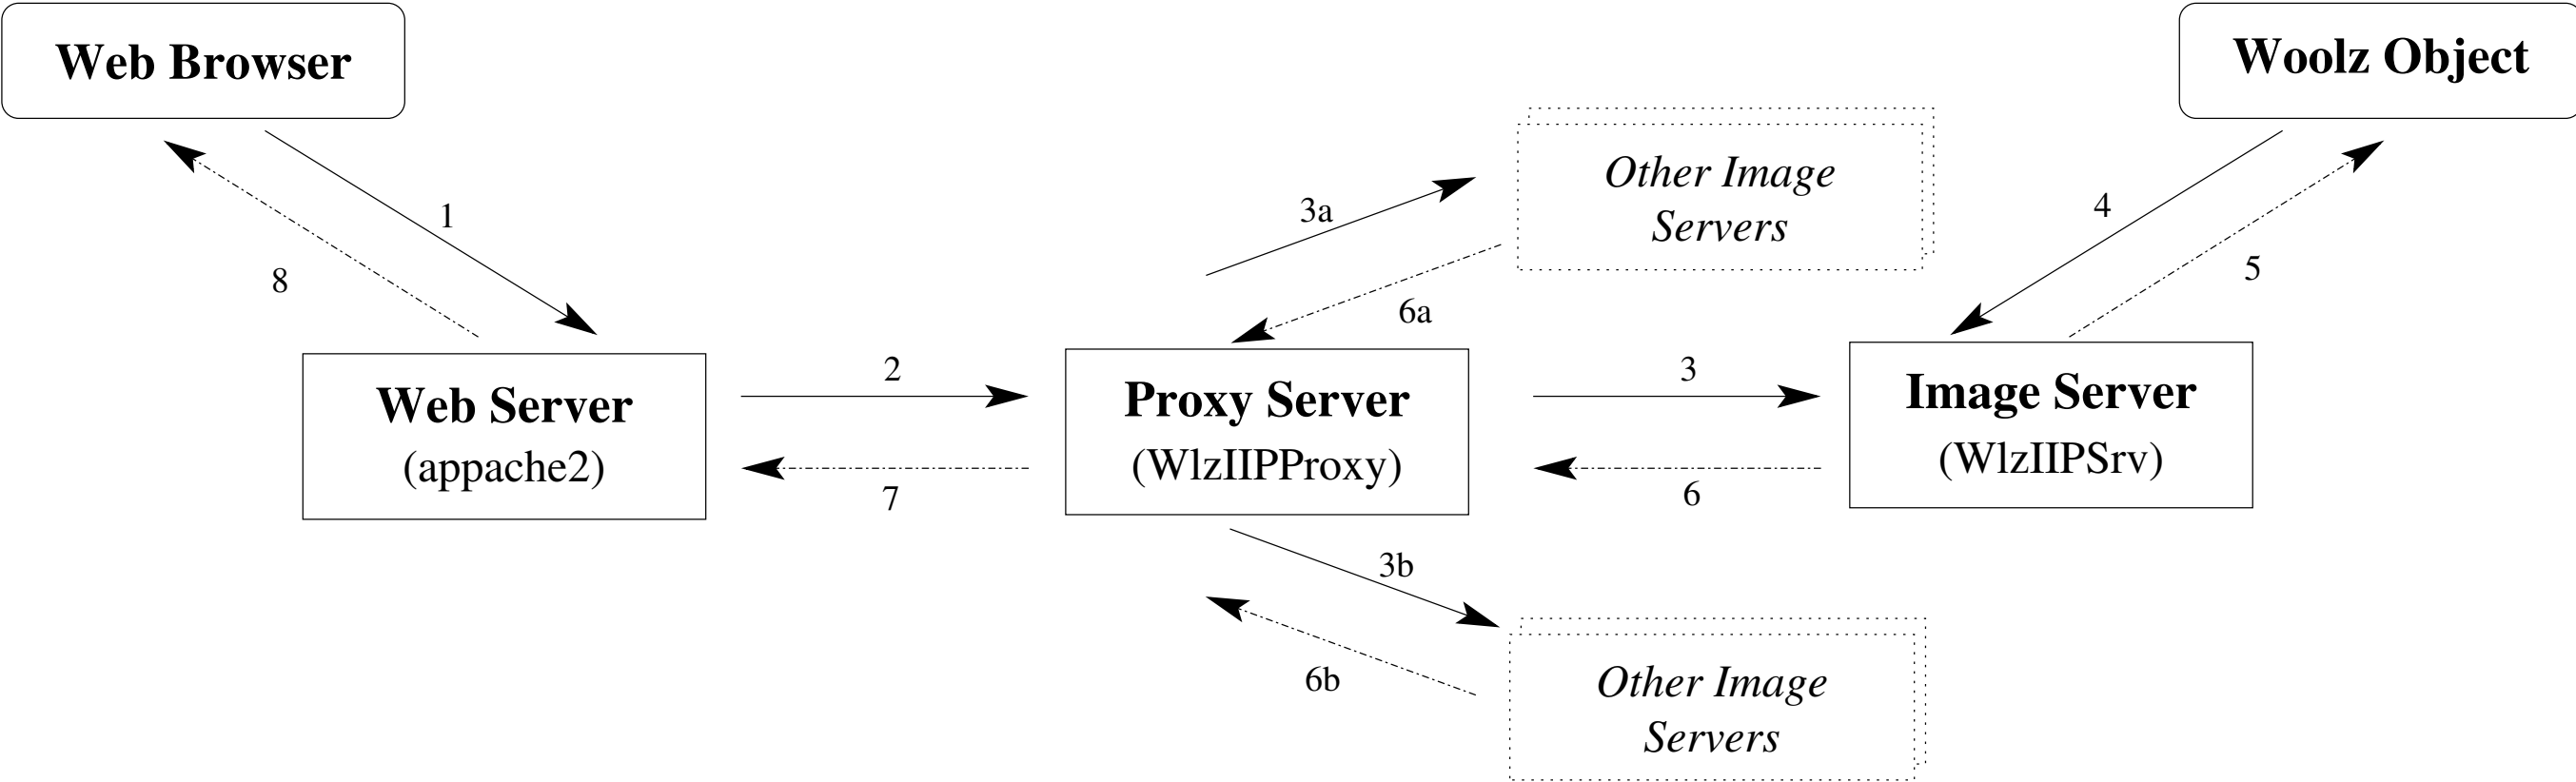 Web Browser
Woolz Object
Other Image
Servers
3a
1
4
8
5
6a
2
3
Web Server
(appache2)
Proxy Server
(WlzIIPProxy)
Image Server
(WlzIIPSrv)
7
6
3b
6b
Other Image
Servers